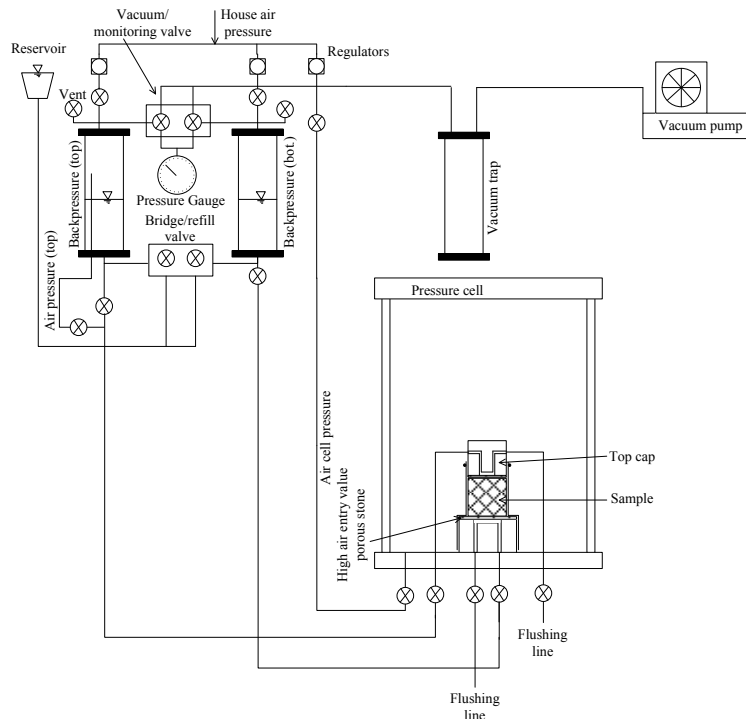 Vacuum/
monitoring valve
House air
pressure
Reservoir
Regulators
Vent
Vacuum pump
Backpressure (top)
Backpressure (bot.)
Vacuum trap
Pressure Gauge
Bridge/refill
valve
Air pressure (top)
Pressure cell
Air cell pressure
High air entry value
porous stone
Top cap
Sample
Flushing
line
Flushing
line